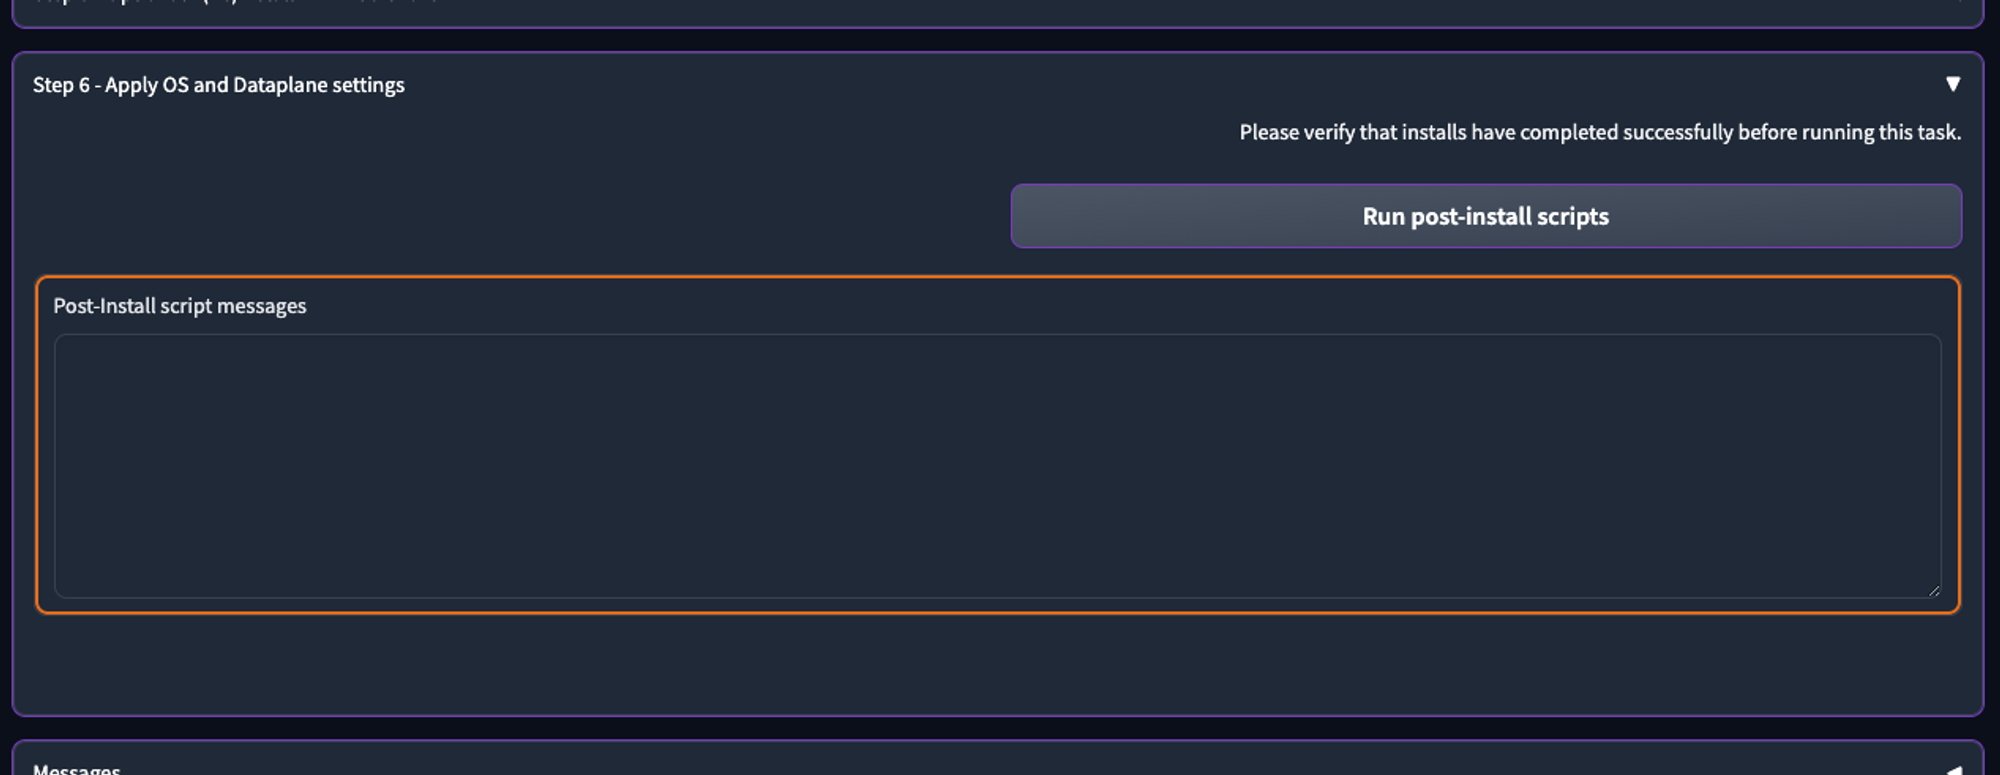 Step 6 - Apply OS and Dataplane settings
Please verify that installs have completed successfully before running this task.
Run post-install scripts
Post-Install script messages
Messages